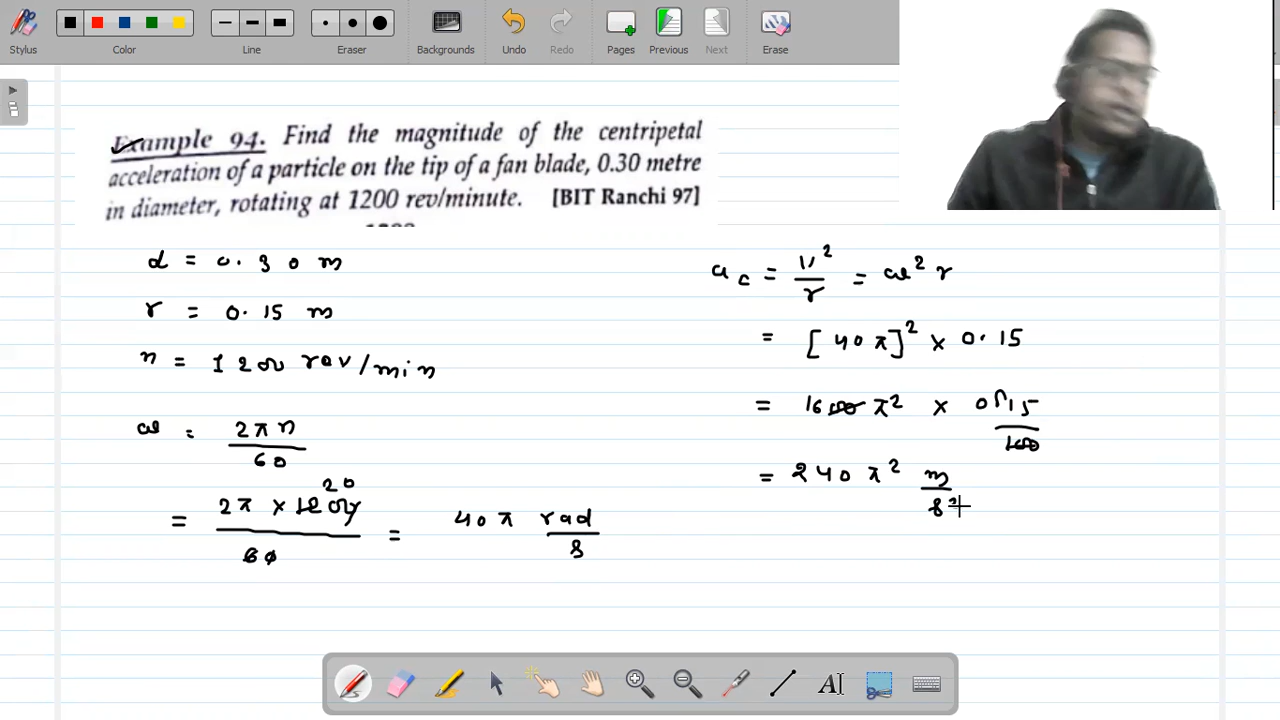 Stylus
Color
Line
Eraser
Backgrounds
Undo
Redo
Pages
Previous
Next
Erase
Example 94. Find the magnitude of the centripetal
acceleration of a particle on the tip of a fan blade, 0.30 metre
in diameter, rotating at 1200 rev/minute. [BIT Ranchi 97]
d = 0.30 m
r = 0.15 m
n = 1200 rev/min
ω = 2πn/60
= 2π × 1200/60 = 40π rad/s
20
a_c = v²/r = ω² r
= [40π]² × 0.15
= 1600 π² × 0.15/100
= 240 π² m/s²
AI